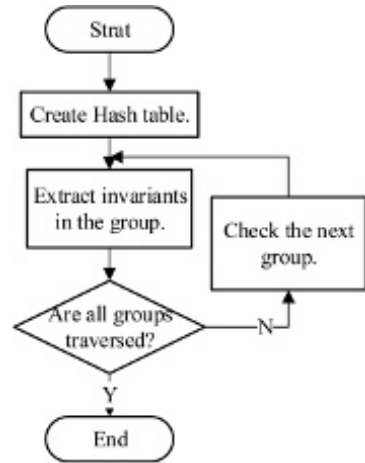 Strat
Create Hash table.
Extract invariants
in the group.
Check the next
group.
Are all groups
traversed?
N
Y
End